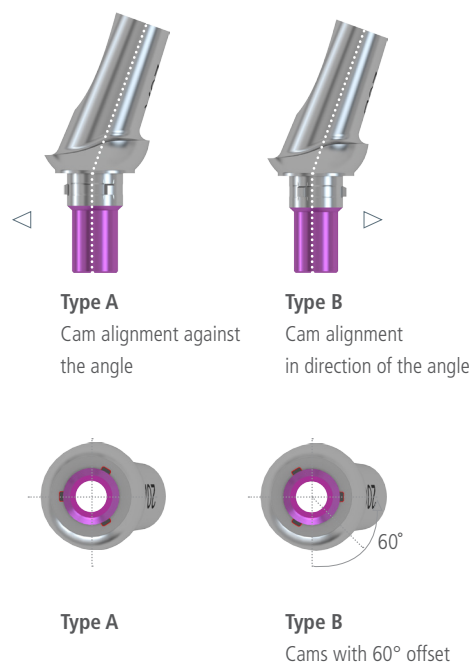 Type A
Cam alignment against
the angle
Type B
Cam alignment
in direction of the angle
60°
Type A
Type B
Cams with 60° offset